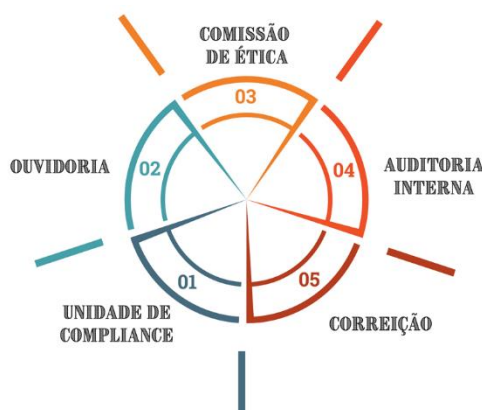 COMISSÃO
DE ÉTICA
03
OUVIDORIA
02
04
AUDITORIA
INTERNA
01
UNIDADE DE
COMPLIANCE
05
CORREIÇÃO